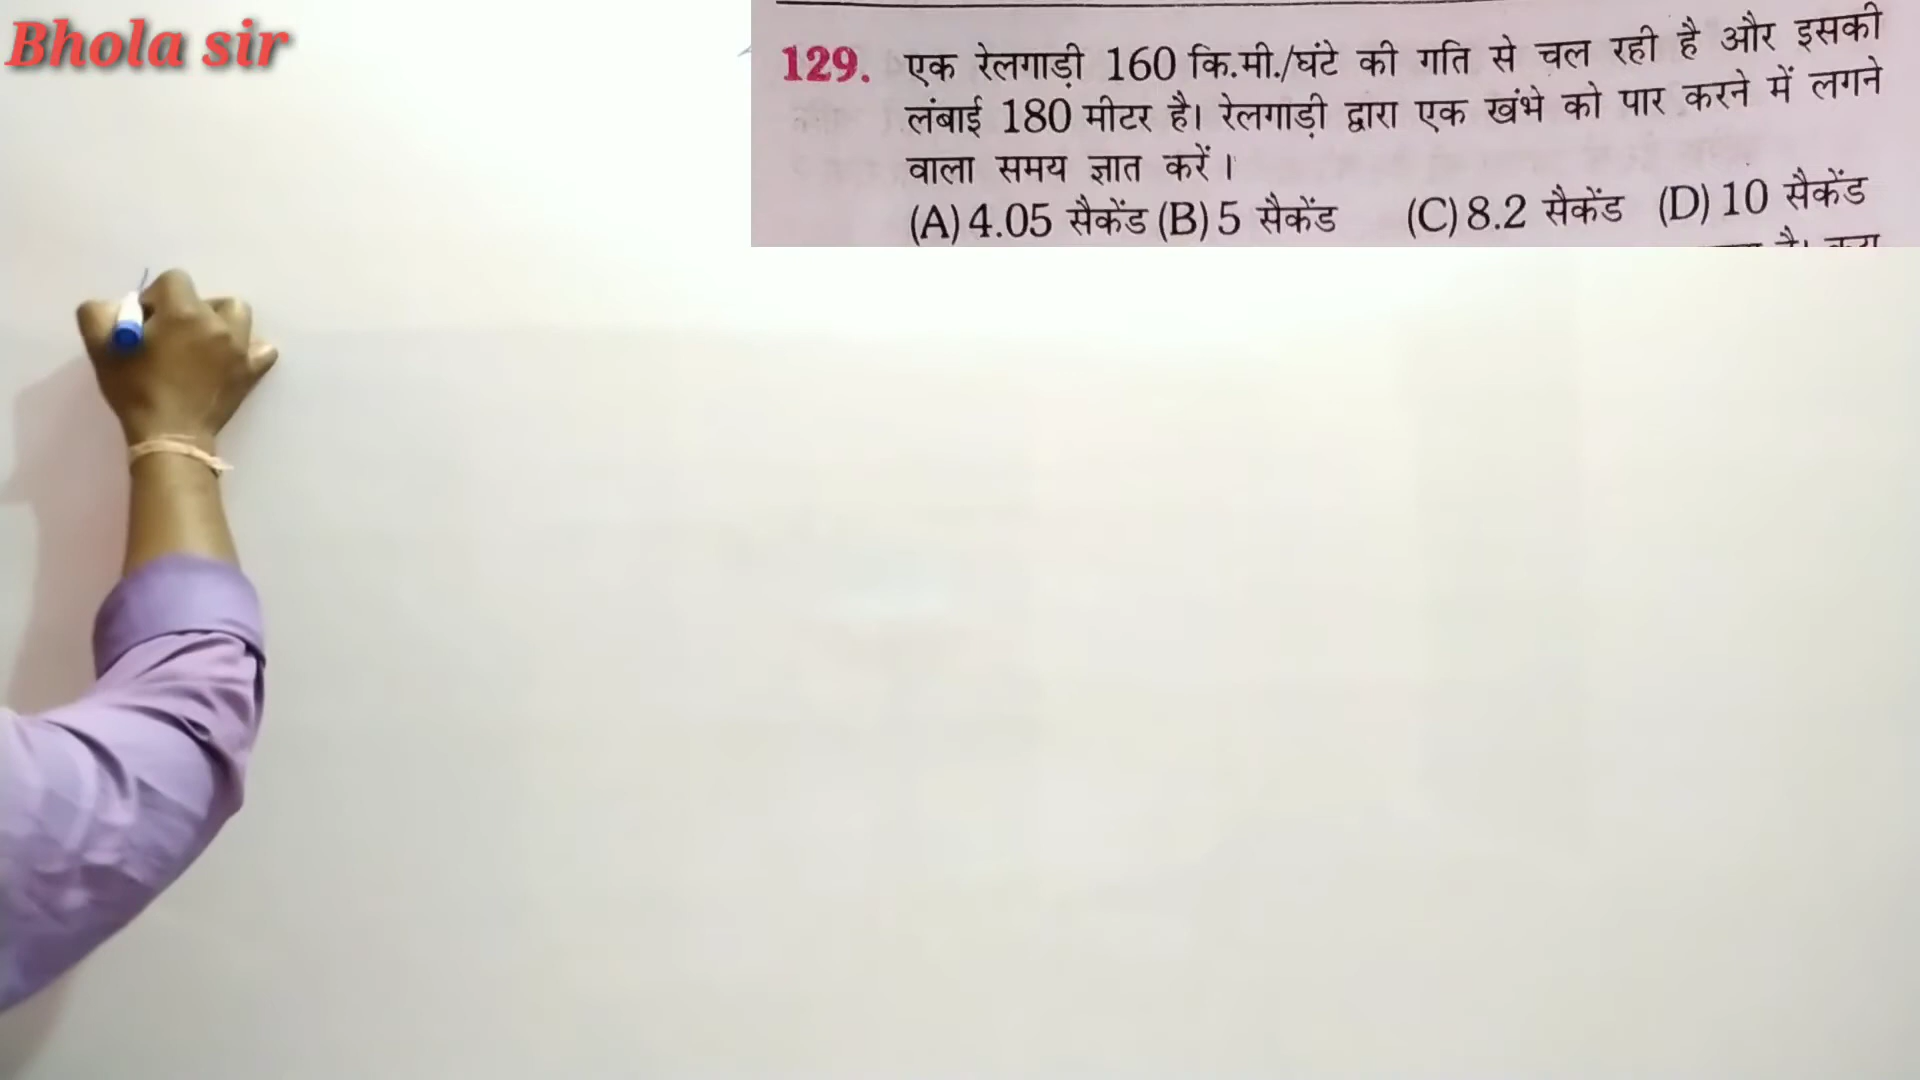 Bhola sir
129. एक रेलगाड़ी 160 कि.मी./घंटे की गति से चल रही है और इसकी
लंबाई 180 मीटर है। रेलगाड़ी द्वारा एक खंभे को पार करने में लगने
वाला समय ज्ञात करें।
(A) 4.05 सैकेंड (B) 5 सैकेंड (C) 8.2 सैकेंड (D) 10 सैकेंड